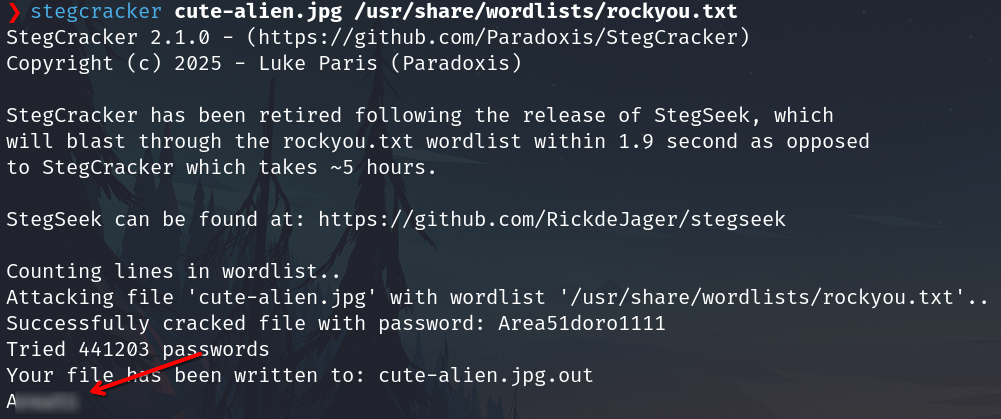 ❯ stegcracker cute-alien.jpg /usr/share/wordlists/rockyou.txt
StegCracker 2.1.0 - (https://github.com/Paradoxis/StegCracker)
Copyright (c) 2025 - Luke Paris (Paradoxis)
StegCracker has been retired following the release of StegSeek, which
will blast through the rockyou.txt wordlist within 1.9 second as opposed
to StegCracker which takes ~5 hours.
StegSeek can be found at: https://github.com/RickdeJager/stegseek
Counting lines in wordlist..
Attacking file 'cute-alien.jpg' with wordlist '/usr/share/wordlists/rockyou.txt'..
Successfully cracked file with password: Area51doro1111
Tried 441203 passwords
Your file has been written to: cute-alien.jpg.out